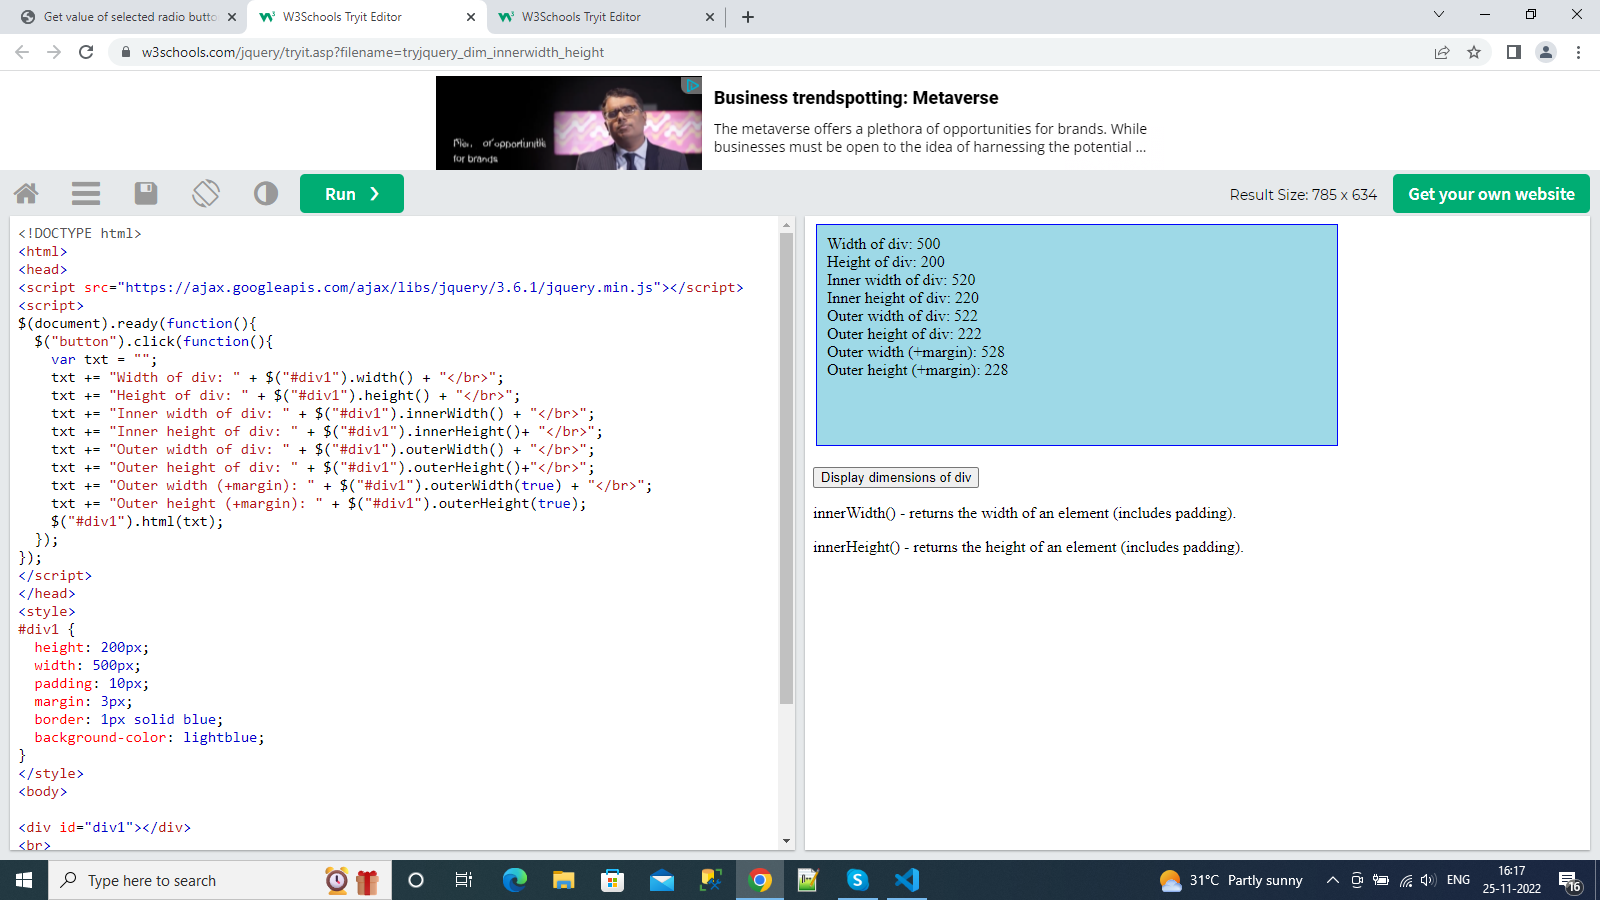 Get value of selected radio butto
W3Schools Tryit Editor
W3Schools Tryit Editor
w3schools.com/jquery/tryit.asp?filename=tryjquery_dim_innerwidth_height
of opportunitie
for brands
Business trendspotting: Metaverse
The metaverse offers a plethora of opportunities for brands. While
businesses must be open to the idea of harnessing the potential ...
Run ❯
Result Size: 785 x 634
Get your own website
<!DOCTYPE html>
<html>
<head>
<script src="https://ajax.googleapis.com/ajax/libs/jquery/3.6.1/jquery.min.js"></script>
<script>
$(document).ready(function(){
  $("button").click(function(){
    var txt = "";
    txt += "Width of div: " + $("#div1").width() + "</br>";
    txt += "Height of div: " + $("#div1").height() + "</br>";
    txt += "Inner width of div: " + $("#div1").innerWidth() + "</br>";
    txt += "Inner height of div: " + $("#div1").innerHeight()+ "</br>";
    txt += "Outer width of div: " + $("#div1").outerWidth() + "</br>";
    txt += "Outer height of div: " + $("#div1").outerHeight()+"</br>";
    txt += "Outer width (+margin): " + $("#div1").outerWidth(true) + "</br>";
    txt += "Outer height (+margin): " + $("#div1").outerHeight(true);
    $("#div1").html(txt);
  });
});
</script>
</head>
<style>
#div1 {
  height: 200px;
  width: 500px;
  padding: 10px;
  margin: 3px;
  border: 1px solid blue;
  background-color: lightblue;
}
</style>
<body>
<div id="div1"></div>
<br>
Width of div: 500
Height of div: 200
Inner width of div: 520
Inner height of div: 220
Outer width of div: 522
Outer height of div: 222
Outer width (+margin): 528
Outer height (+margin): 228
Display dimensions of div
innerWidth() - returns the width of an element (includes padding).
innerHeight() - returns the height of an element (includes padding).
Type here to search
31°C Partly sunny
ENG
16:17
25-11-2022
16